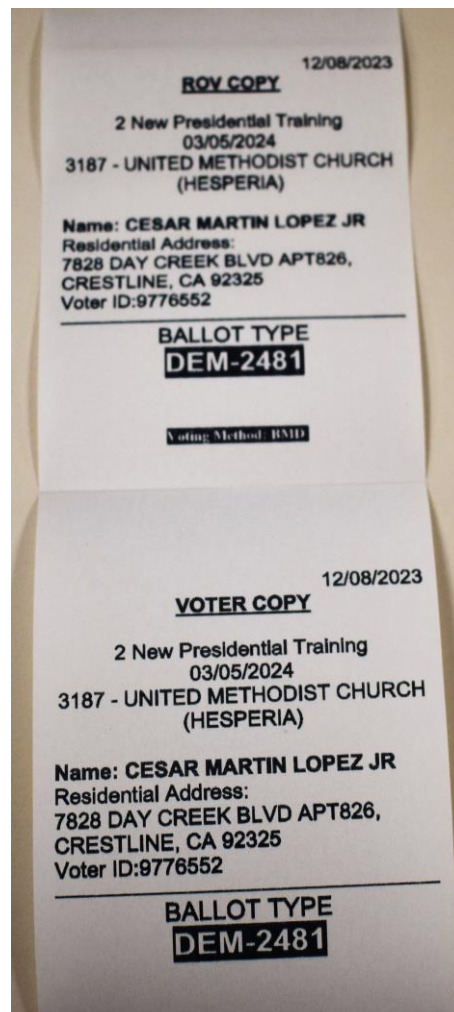 12/08/2023
ROV COPY
2 New Presidential Training
03/05/2024
3187 - UNITED METHODIST CHURCH
(HESPERIA)
Name: CESAR MARTIN LOPEZ JR
Residential Address:
7828 DAY CREEK BLVD APT826,
CRESTLINE, CA 92325
Voter ID:9776552
BALLOT TYPE
DEM-2481
Voting Method: BMD
12/08/2023
VOTER COPY
2 New Presidential Training
03/05/2024
3187 - UNITED METHODIST CHURCH
(HESPERIA)
Name: CESAR MARTIN LOPEZ JR
Residential Address:
7828 DAY CREEK BLVD APT826,
CRESTLINE, CA 92325
Voter ID:9776552
BALLOT TYPE
DEM-2481